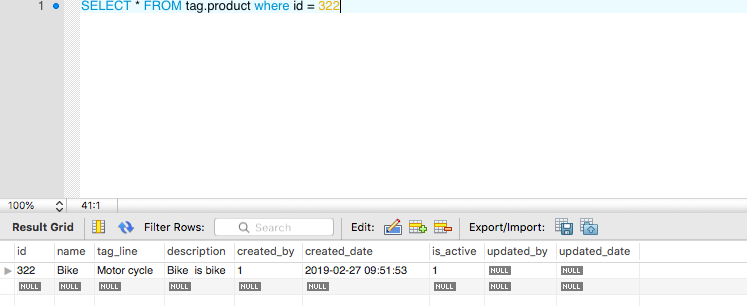 1 SELECT * FROM tag.product where id = 322
100% 41:1
Result Grid Filter Rows: Search Edit: Export/Import:
id name tag_line description created_by created_date is_active updated_by updated_date
322 Bike Motor cycle Bike is bike 1 2019-02-27 09:51:53 1 NULL NULL
NULL NULL NULL NULL NULL NULL NULL NULL NULL